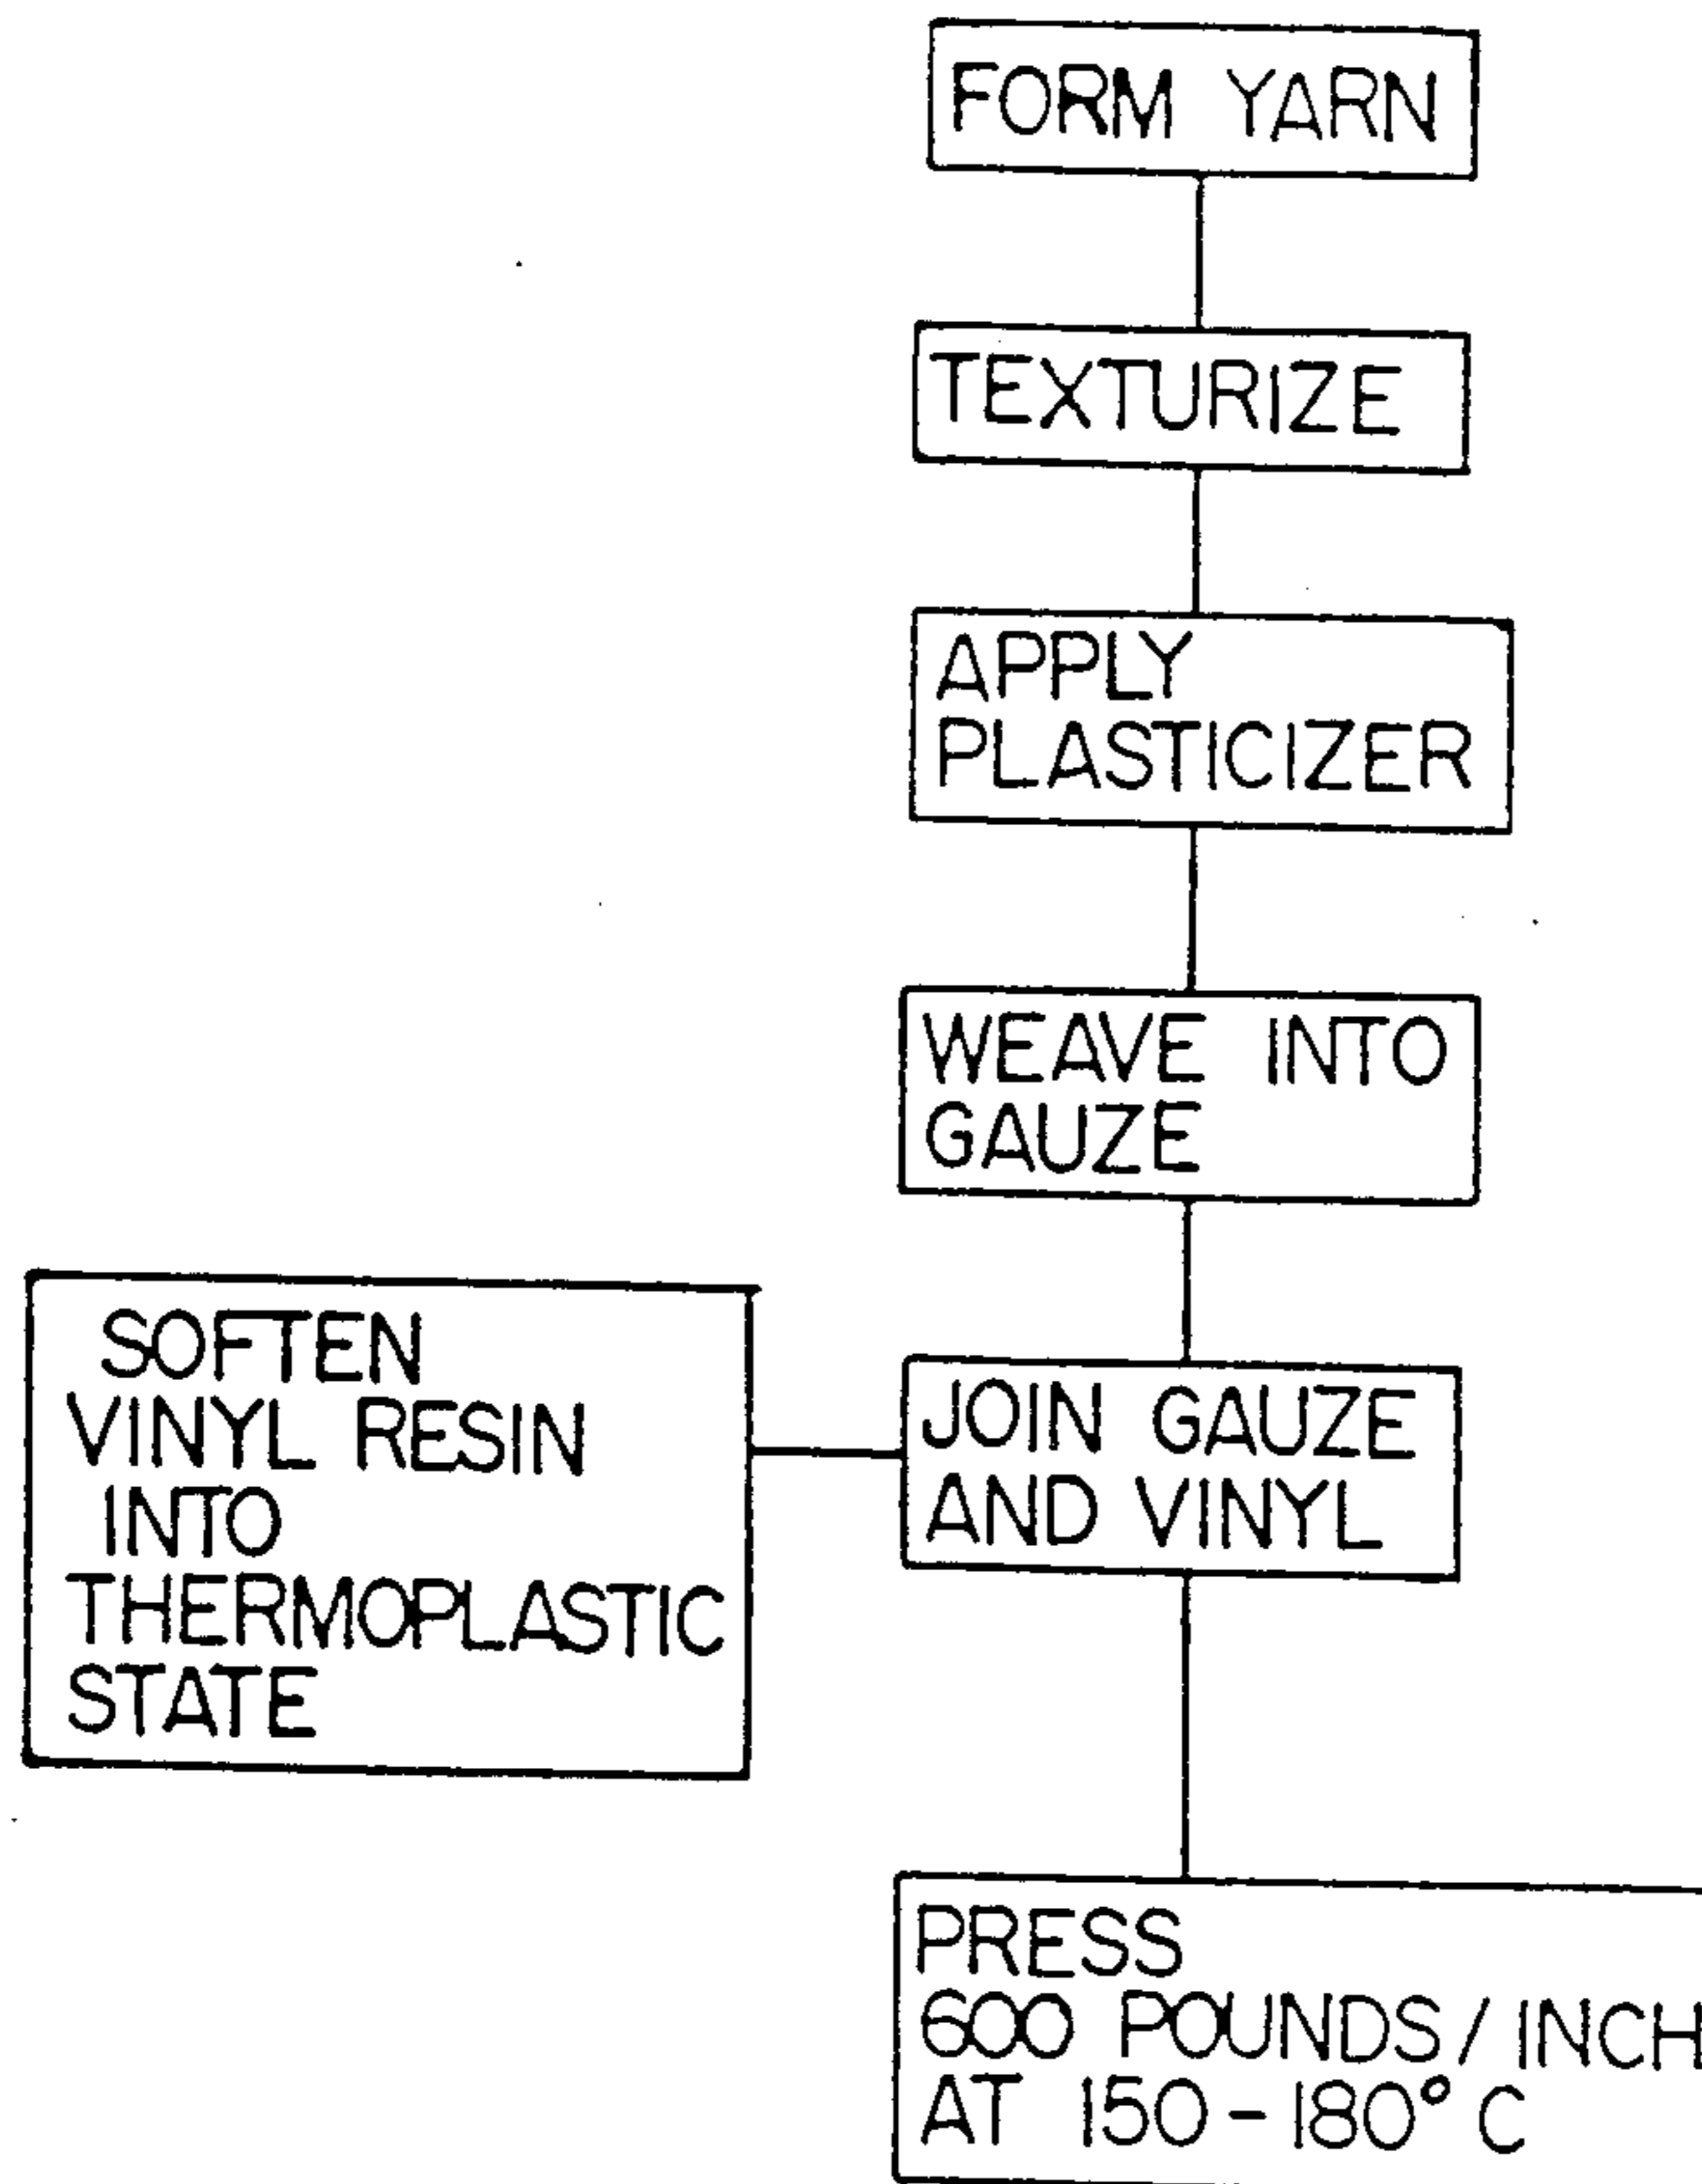 FORM YARN
TEXTURIZE
APPLY
PLASTICIZER
WEAVE INTO
GAUZE
SOFTEN
VINYL RESIN
INTO
THERMOPLASTIC
STATE
JOIN GAUZE
AND VINYL
PRESS
600 POUNDS/INCH
AT 150-180° C